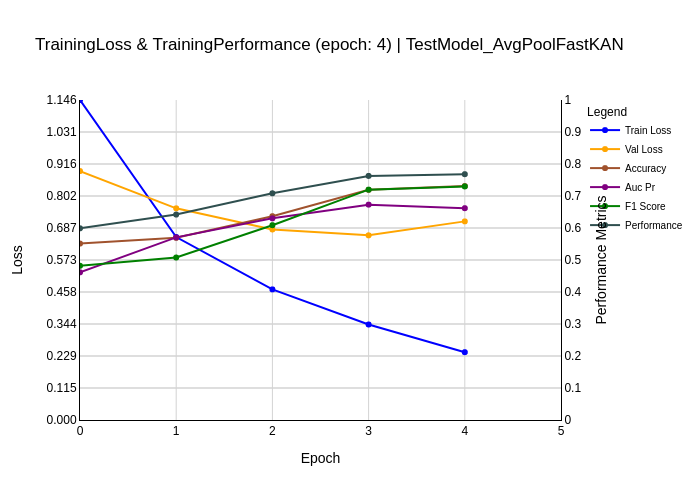 TrainingLoss & TrainingPerformance (epoch: 4) | TestModel_AvgPoolFastKAN
1.146
1.031
0.916
0.802
0.687
0.573
0.458
0.344
0.229
0.115
0.000
Loss
0
1
2
3
4
5
Epoch
1
0.9
0.8
0.7
0.6
0.5
0.4
0.3
0.2
0.1
0
Performance Metrics
Legend
Train Loss
Val Loss
Accuracy
Auc Pr
F1 Score
Performance